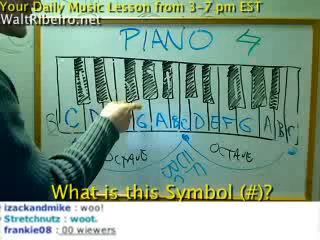 Your Daily Music Lesson from 3-7 pm EST
WaltRibeiro.net
PIANO
C D G A B C D E F G A B C
OCTAVE OCTAVE
What is this Symbol (#)?
izackandmike : woo!
Stretchnutz : woot.
frankie08 : 00 wiewers